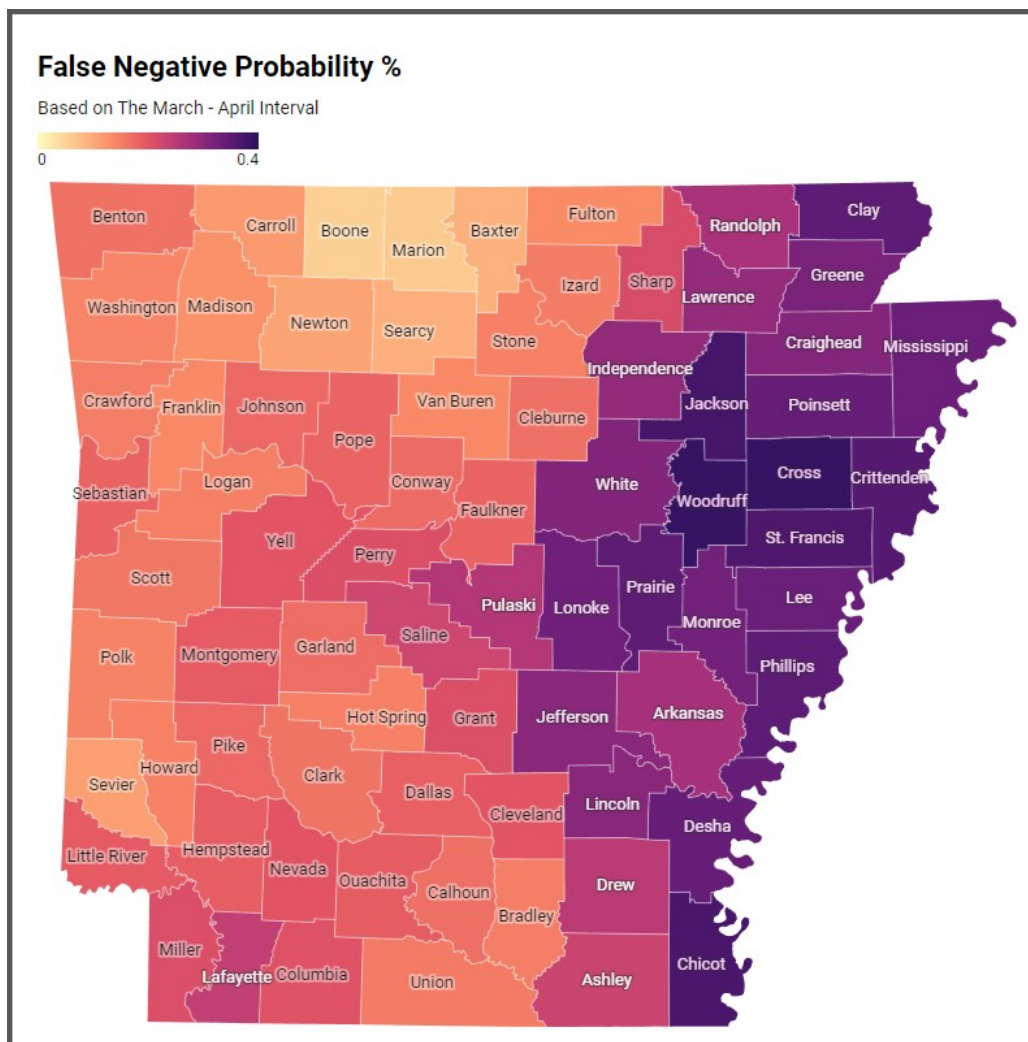 False Negative Probability %
Based on The March - April Interval
0 0.4
Benton Carroll Boone Marion Baxter Fulton Randolph Clay
Washington Madison Newton Searcy Stone Izard Sharp Lawrence Greene
Crawford Franklin Johnson Pope Van Buren Cleburne Independence Jackson Craighead Mississippi
Poinsett
Sebastian Logan Conway Faulkner White Woodruff Cross Crittenden
Scott Yell Perry Pulaski Lonoke Prairie Monroe St. Francis
Lee
Polk Montgomery Garland Saline Phillips
Hot Spring Grant Jefferson Arkansas
Sevier Howard Pike Clark Dallas Cleveland Lincoln Desha
Little River Hempstead Nevada Ouachita Calhoun Bradley Drew
Miller Lafayette Columbia Union Ashley Chicot